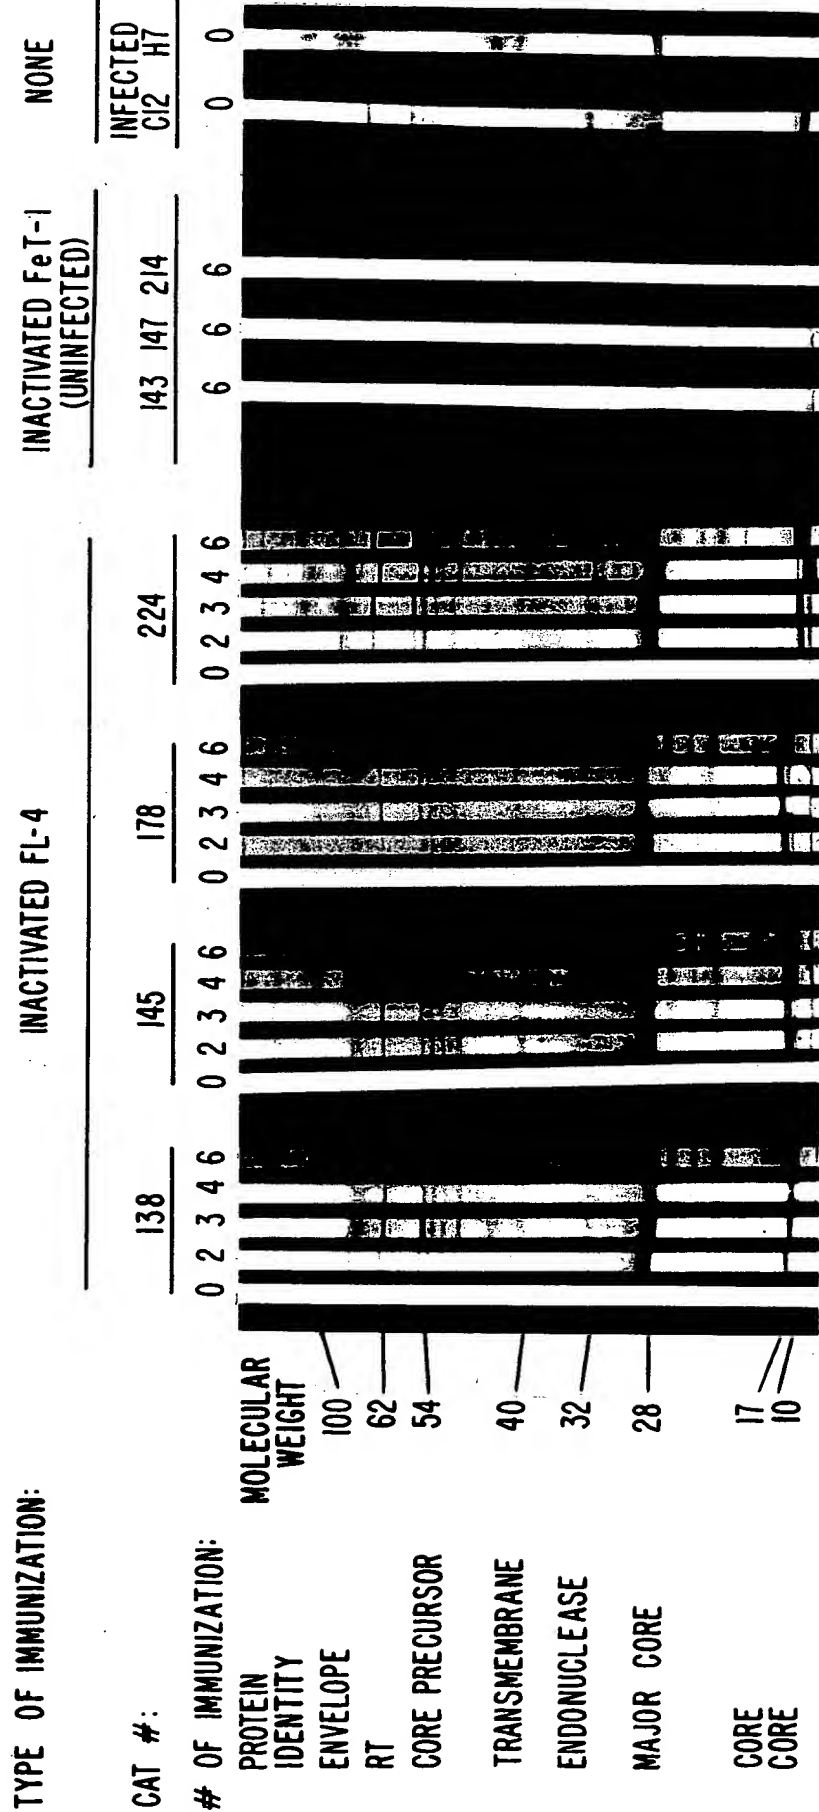 TYPE OF IMMUNIZATION:
INACTIVATED FL-4
INACTIVATED FeT-1
(UNINFECTED)
NONE
CAT #:
138 145 178 224
143 147 214
INFECTED
C12 H7
# OF IMMUNIZATION:
0 2 3 4 6 0 2 3 4 6 0 2 3 4 6 0 2 3 4 6 6 6 6 0 0
PROTEIN
IDENTITY
MOLECULAR
WEIGHT
ENVELOPE 100
RT 62
CORE PRECURSOR 54
TRANSMEMBRANE 40
ENDONUCLEASE 32
MAJOR CORE 28
CORE 17
CORE 10